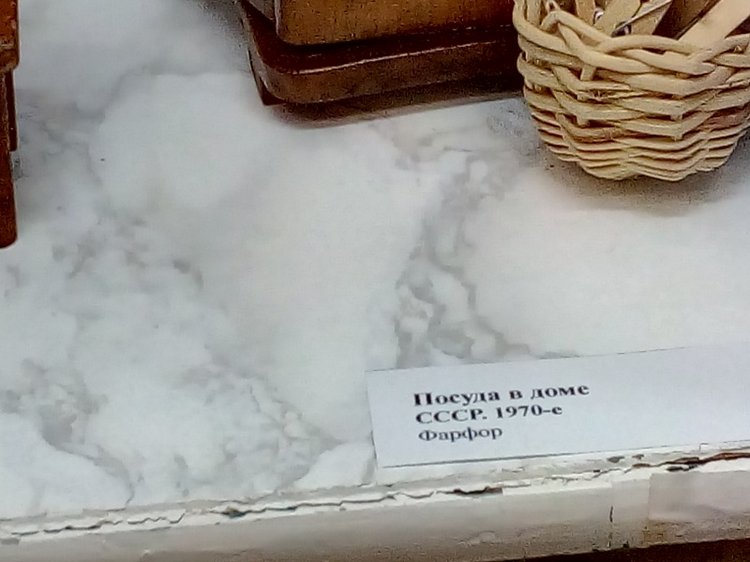 Посуда в доме
СССР. 1970-е
Фарфор